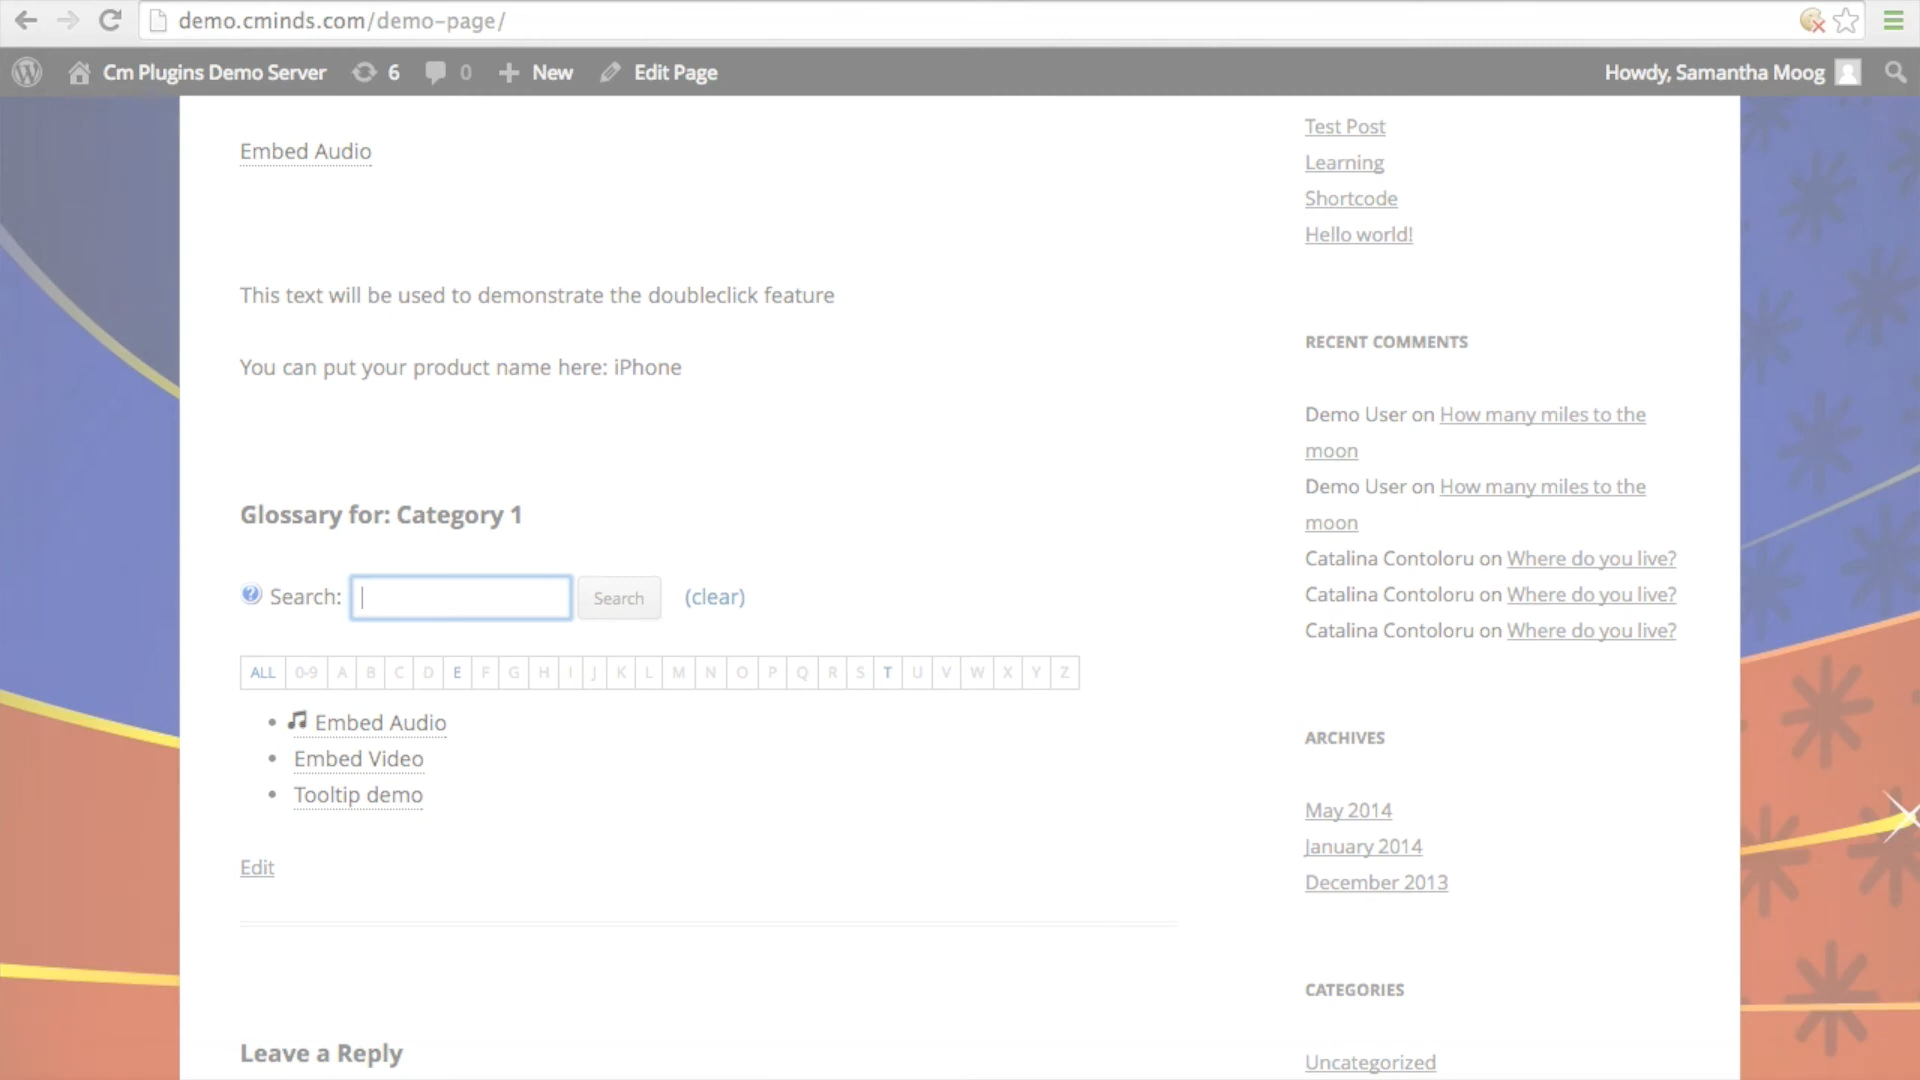 demo.cminds.com/demo-page/
Cm Plugins Demo Server 6 0 New Edit Page Howdy, Samantha Moog
Embed Audio
This text will be used to demonstrate the doubleclick feature
You can put your product name here: iPhone
Glossary for: Category 1
? Search: Search (clear)
ALL 0-9 A B C D E F G H I J K L M N O P Q R S T U V W X Y Z
Embed Audio
Embed Video
Tooltip demo
Edit
Leave a Reply
Test Post
Learning
Shortcode
Hello world!
RECENT COMMENTS
Demo User on How many miles to the
moon
Demo User on How many miles to the
moon
Catalina Contoloru on Where do you live?
Catalina Contoloru on Where do you live?
Catalina Contoloru on Where do you live?
ARCHIVES
May 2014
January 2014
December 2013
CATEGORIES
Uncategorized